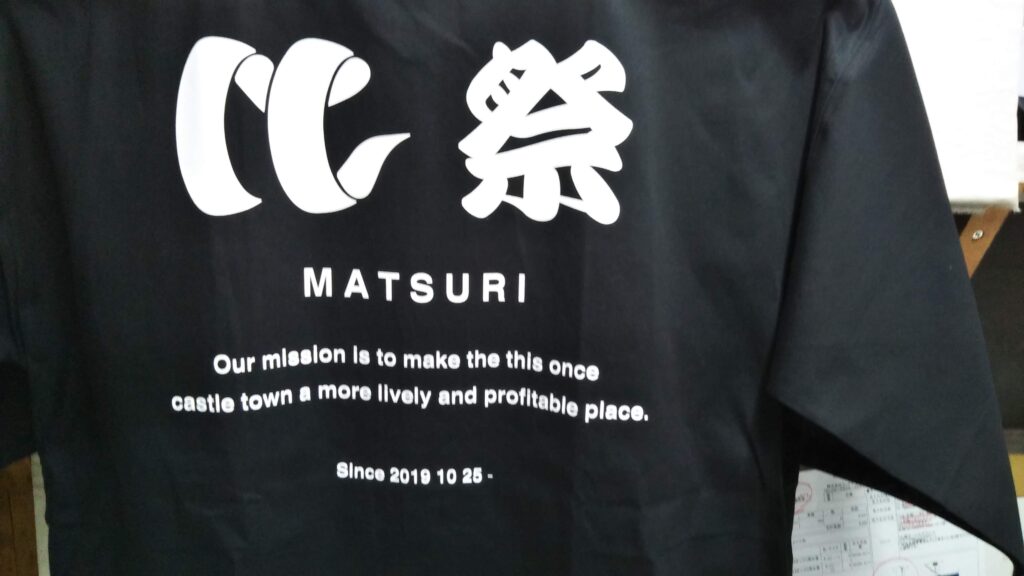 祭
MATSURI
Our mission is to make the this once
castle town a more lively and profitable place.
Since 2019 10 25 -